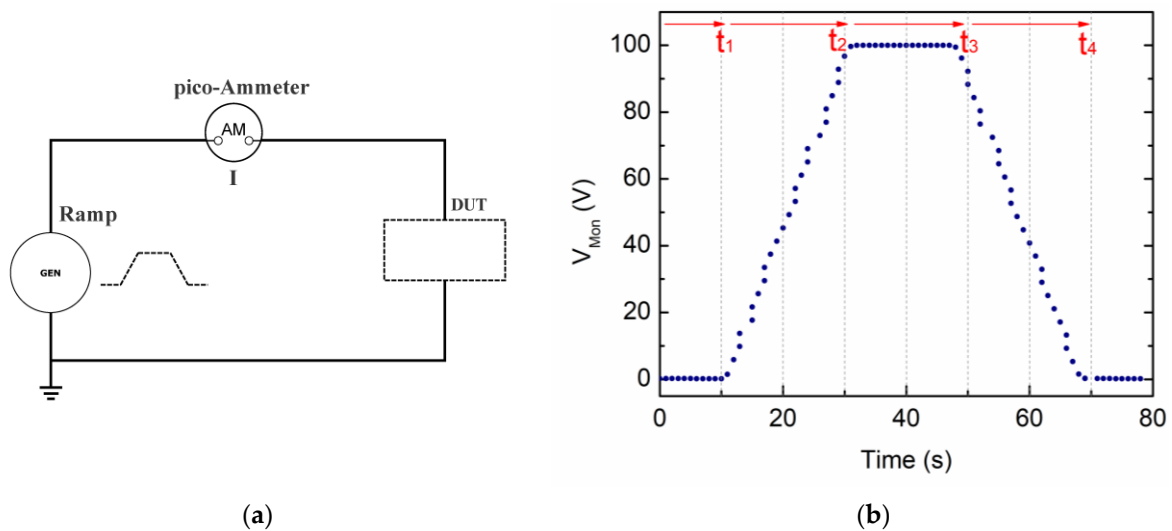 pico-Ammeter
AM
I
Ramp
GEN
DUT
t1 t2 t3 t4
100
80
60
40
20
0
V_Mon (V)
0 20 40 60 80
Time (s)
(a)
(b)